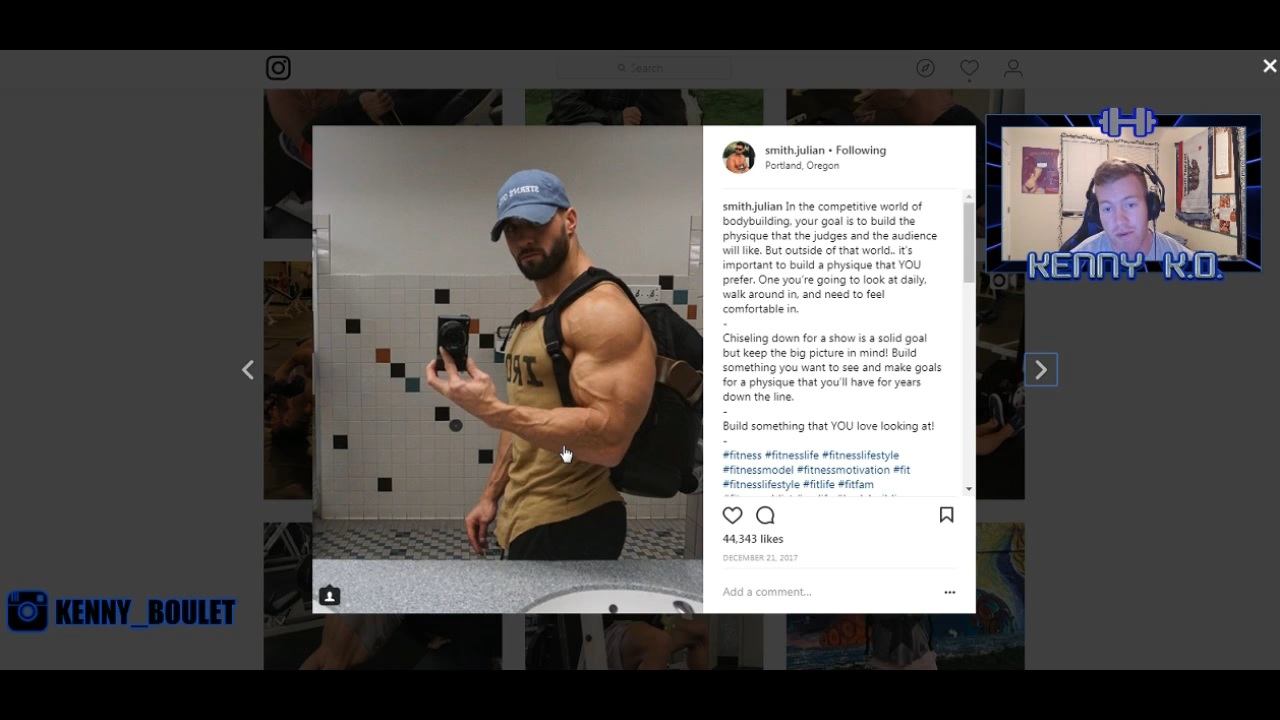 Search
smith.julian • Following
Portland, Oregon
smith.julian In the competitive world of
bodybuilding, your goal is to build the
physique that the judges and the audience
will like. But outside of that world.. it's
important to build a physique that YOU
prefer. One you're going to look at daily,
walk around in, and need to feel
comfortable in.
-
Chiseling down for a show is a solid goal
but keep the big picture in mind! Build
something you want to see and make goals
for a physique that you'll have for years
down the line.
-
Build something that YOU love looking at!
-
#fitness #fitnesslife #fitnesslifestyle
#fitnessmodel #fitnessmotivation #fit
#fitnesslifestyle #fitlife #fitfam
44,343 likes
DECEMBER 21, 2017
Add a comment...
KENNY K.O.
KENNY_BOULET